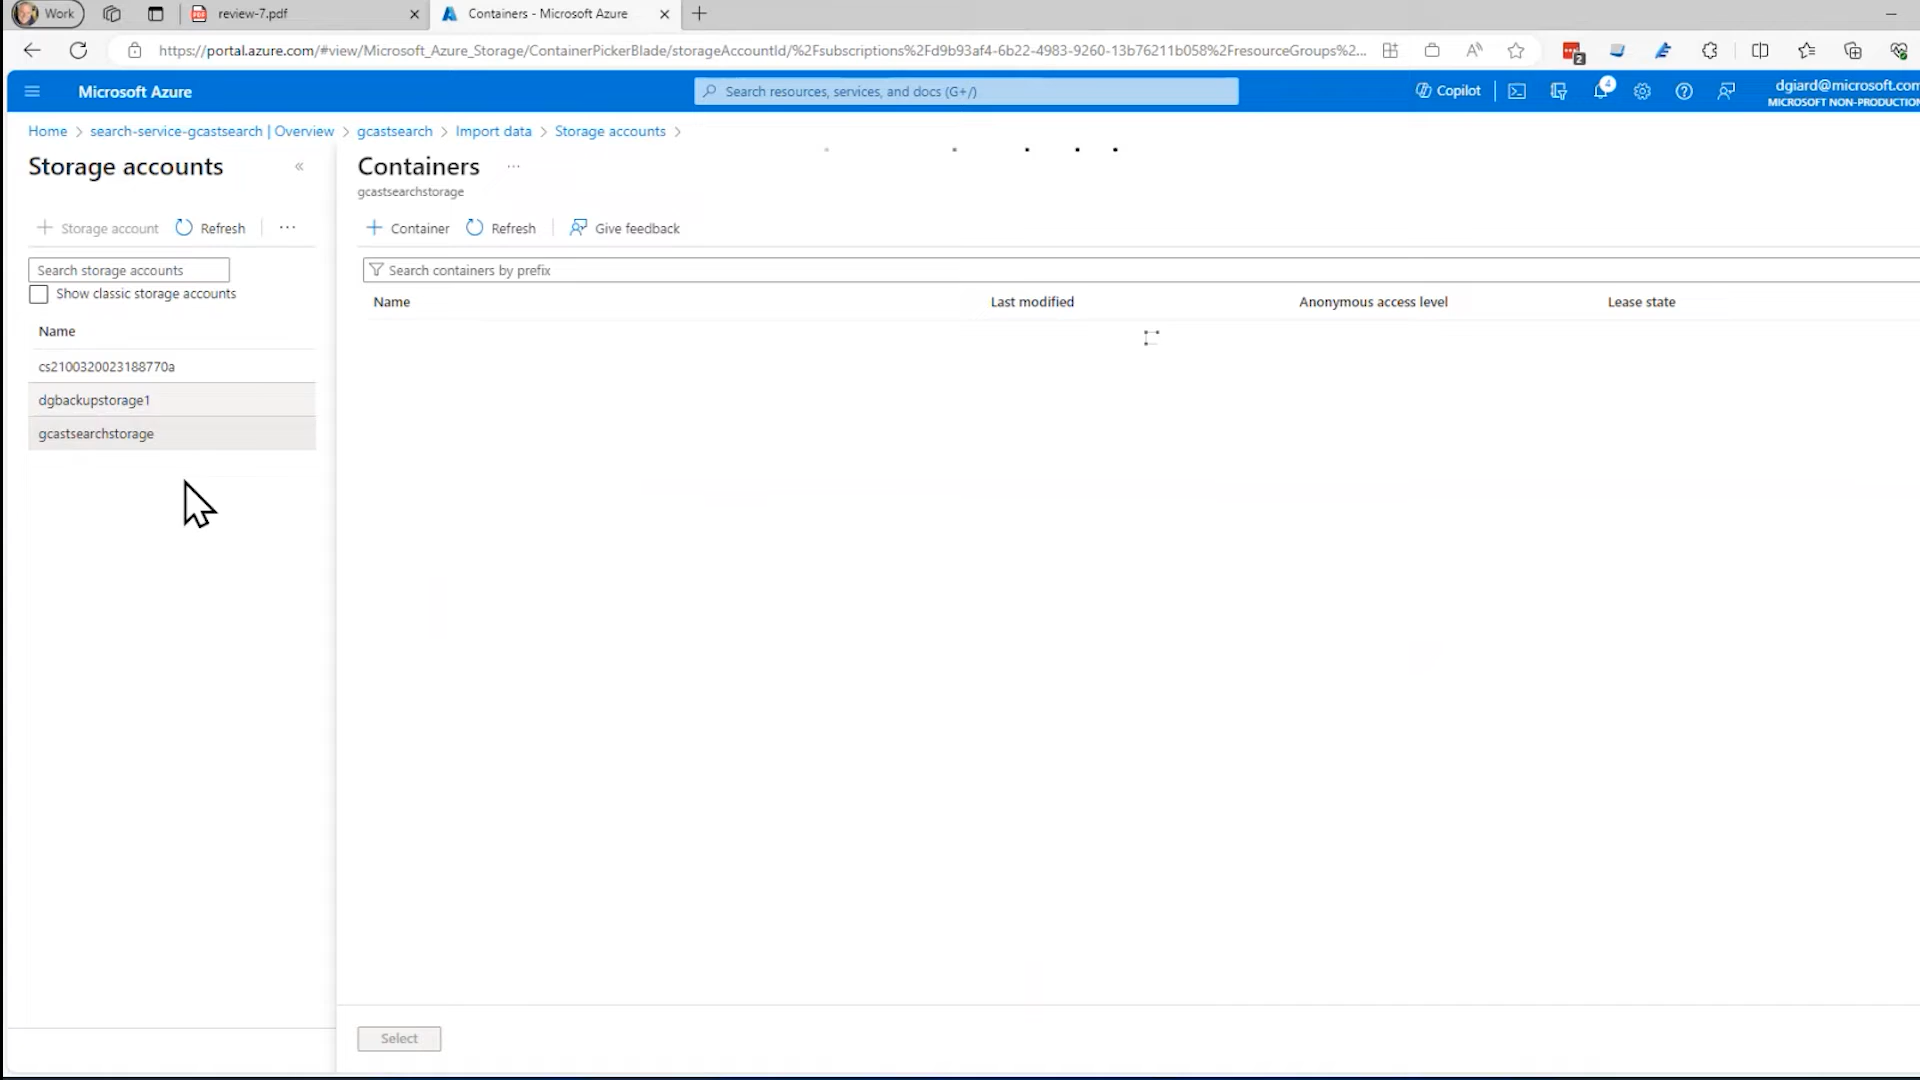 Work
review-7.pdf
Containers - Microsoft Azure
https://portal.azure.com/#view/Microsoft_Azure_Storage/ContainerPickerBlade/storageAccountId/%2Fsubscriptions%2Fd9b93af4-6b22-4983-9260-13b76211b058%2FresourceGroups%2...
2
Microsoft Azure
Search resources, services, and docs (G+/)
Copilot
4
dgiard@microsoft.com
MICROSOFT NON-PRODUCTION
Home > search-service-gcastsearch | Overview > gcastsearch > Import data > Storage accounts >
Storage accounts
«
Containers ...
gcastsearchstorage
+ Storage account
Refresh
...
+ Container
Refresh
Give feedback
Search storage accounts
Search containers by prefix
Show classic storage accounts
Name
Last modified
Anonymous access level
Lease state
Name
cs2100320023188770a
dgbackupstorage1
gcastsearchstorage
Select